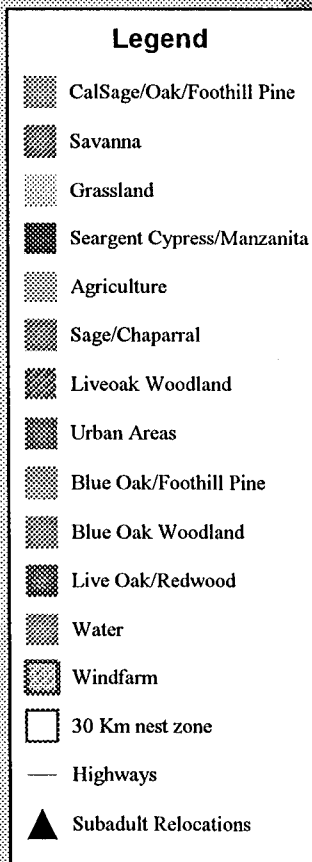 Legend
CalSage/Oak/Foothill Pine
Savanna
Grassland
Seargent Cypress/Manzanita
Agriculture
Sage/Chaparral
Liveoak Woodland
Urban Areas
Blue Oak/Foothill Pine
Blue Oak Woodland
Live Oak/Redwood
Water
Windfarm
30 Km nest zone
Highways
Subadult Relocations